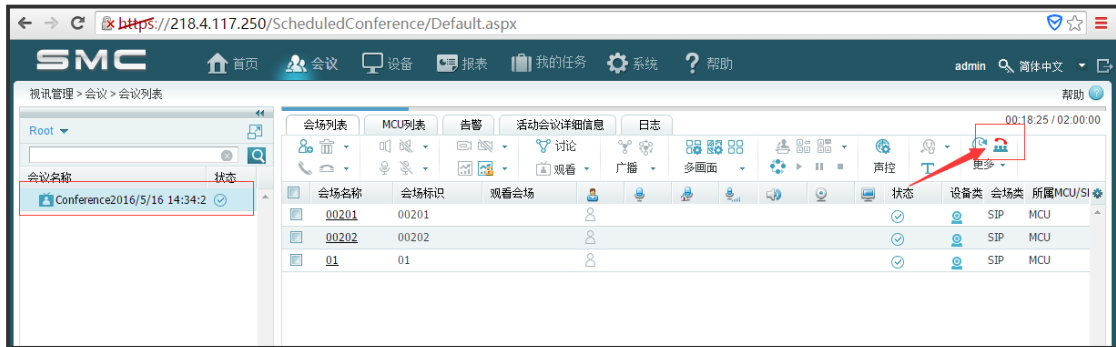 https://218.4.117.250/ScheduledConference/Default.aspx
SMC 首页 会议 设备 报表 我的任务 系统 ? 帮助 admin 简体中文
视讯管理 > 会议 > 会议列表 帮助
Root
会场列表 MCU列表 告警 活动会议详细信息 日志 00:18:25 / 02:00:00
讨论
观看 广播 多画面 声控 T 更多
会议名称 状态
Conference2016/5/16 14:34:2
会场名称 会场标识 观看会场 状态 设备类 会场类 所属MCU/SI
00201 00201 SIP MCU
00202 00202 SIP MCU
01 01 SIP MCU